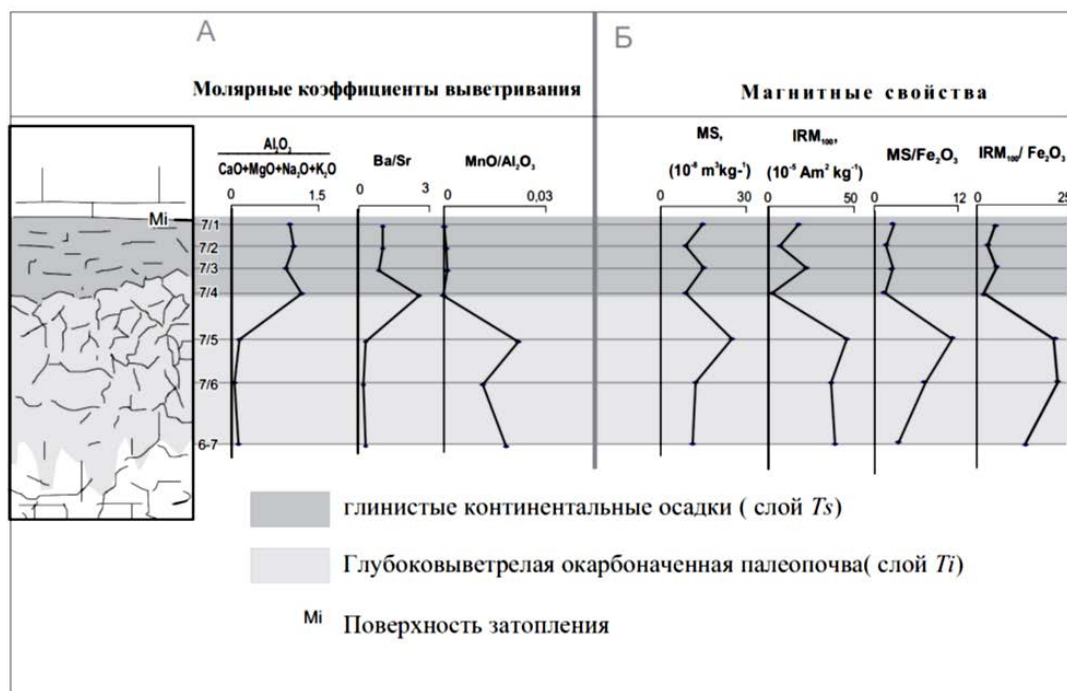 А
Б
Молярные коэффициенты выветривания
Магнитные свойства
Al₂O₃
CaO+MgO+Na₂O+K₂O
Ba/Sr
MnO/Al₂O₃
MS,
(10⁻⁸ m³kg-¹)
IRM₁₀₀,
(10⁻⁵ Am² kg⁻¹)
MS/Fe₂O₃
IRM₁₀₀/ Fe₂O₃
0 1.5
0 3
0 0,03
0 30
0 50
0 12
0 25
Mi
7/1
7/2
7/3
7/4
7/5
7/6
6-7
глинистые континентальные осадки ( слой Ts)
Глубоковыветрелая окарбоначенная палеопочва( слой Ti)
Mi Поверхность затопления